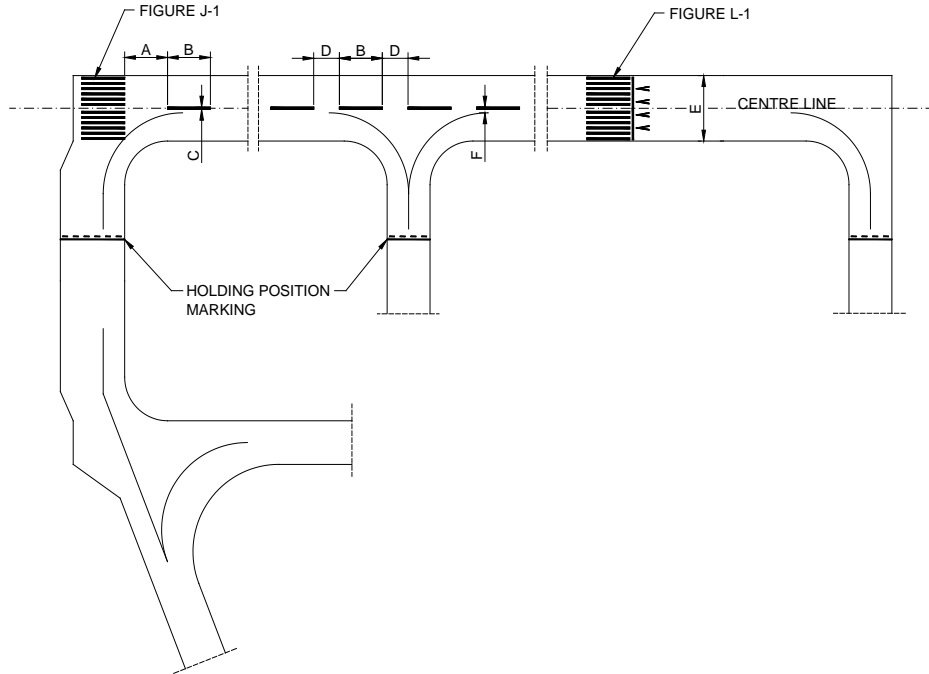 FIGURE J-1
FIGURE L-1
A B D B D
C F E
CENTRE LINE
HOLDING POSITION
MARKING